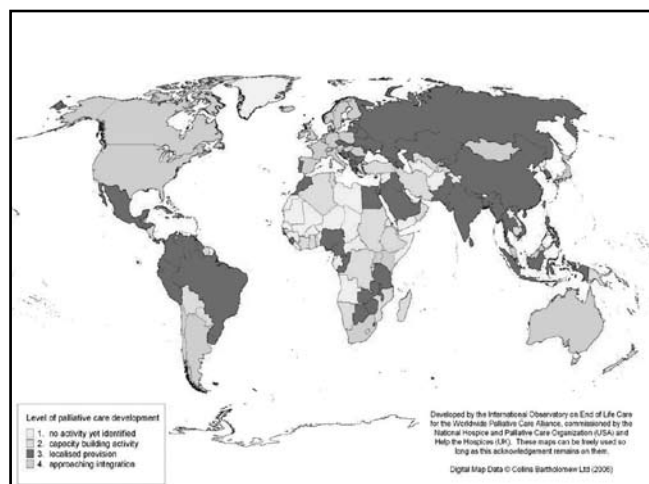 Level of palliative care development
1. no activity yet identified
2. capacity building activity
3. localised provision
4. approaching integration
Developed by the International Observatory on End of Life Care
for the Worldwide Palliative Care Alliance, commissioned by the
National Hospice and Palliative Care Organization (USA) and
Help the Hospices (UK). These maps can be freely used so
long as this acknowledgement remains on them.
Digital Map Data © Collins Bartholomew Ltd (2006)